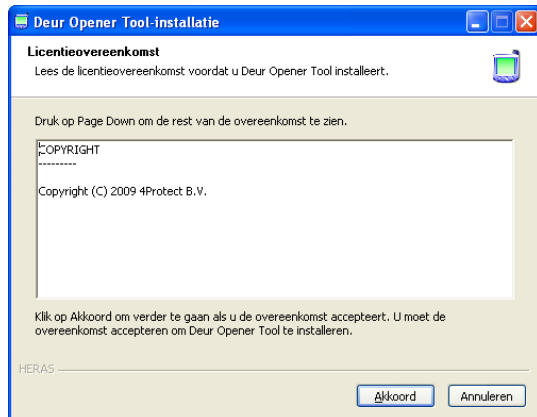 Deur Opener Tool-installatie
Licentieovereenkomst
Lees de licentieovereenkomst voordat u Deur Opener Tool installeert.
Druk op Page Down om de rest van de overeenkomst te zien.
COPYRIGHT
---------
Copyright (C) 2009 4Protect B.V.
Klik op Akkoord om verder te gaan als u de overeenkomst accepteert. U moet de
overeenkomst accepteren om Deur Opener Tool te installeren.
HERAS
Akkoord Annuleren